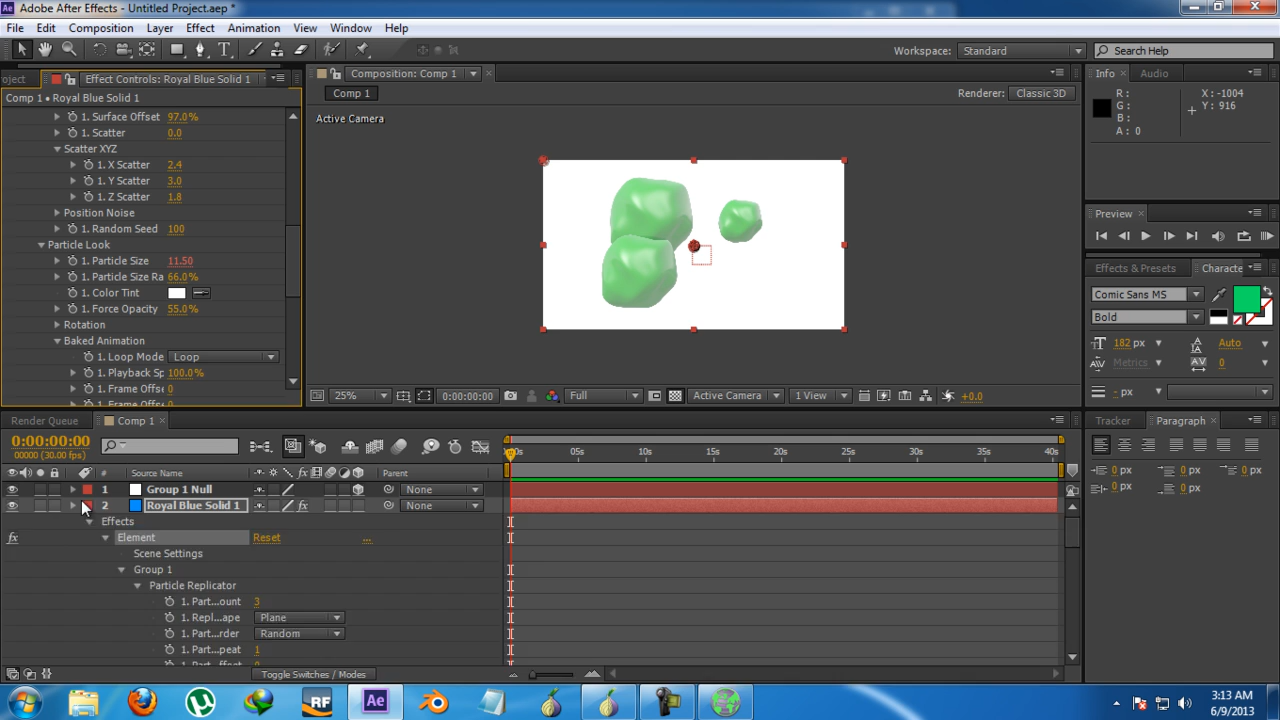 Adobe After Effects - Untitled Project.aep *
File Edit Composition Layer Effect Animation View Window Help
Workspace: Standard Search Help
oject Effect Controls: Royal Blue Solid 1
Comp 1 • Royal Blue Solid 1
1. Surface Offset 97.0%
1. Scatter 0.0
Scatter XYZ
1. X Scatter 2.4
1. Y Scatter 3.0
1. Z Scatter 1.8
Position Noise
1. Random Seed 100
Particle Look
1. Particle Size 11.50
1. Particle Size Ra 66.0%
1. Color Tint
1. Force Opacity 55.0%
Rotation
Baked Animation
1. Loop Mode Loop
1. Playback Sp 100.0%
1. Frame Offse 0
Composition: Comp 1
Comp 1 Renderer: Classic 3D
Active Camera
25% 0:00:00:00 Full Active Camera 1 View +0.0
Info Audio
R: X: -1004
G: Y: 916
B:
A: 0
Preview
Effects & Presets Characte
Comic Sans MS
Bold
182 px Auto
Metrics 0
- px
Render Queue Comp 1
0:00:00:00
00000 (30.00 fps)
# Source Name Parent
1 Group 1 Null None
2 Royal Blue Solid 1 None
Effects
fx Element Reset ...
Scene Settings
Group 1
Particle Replicator
1. Part...ount 3
1. Repl...ape Plane
1. Part...rder Random
1. Part...peat 1
Toggle Switches / Modes
05s 10s 15s 20s 25s 30s 35s 40s
Tracker Paragraph
0 px 0 px 0 px
0 px 0 px
RF Ae
3:13 AM
6/9/2013